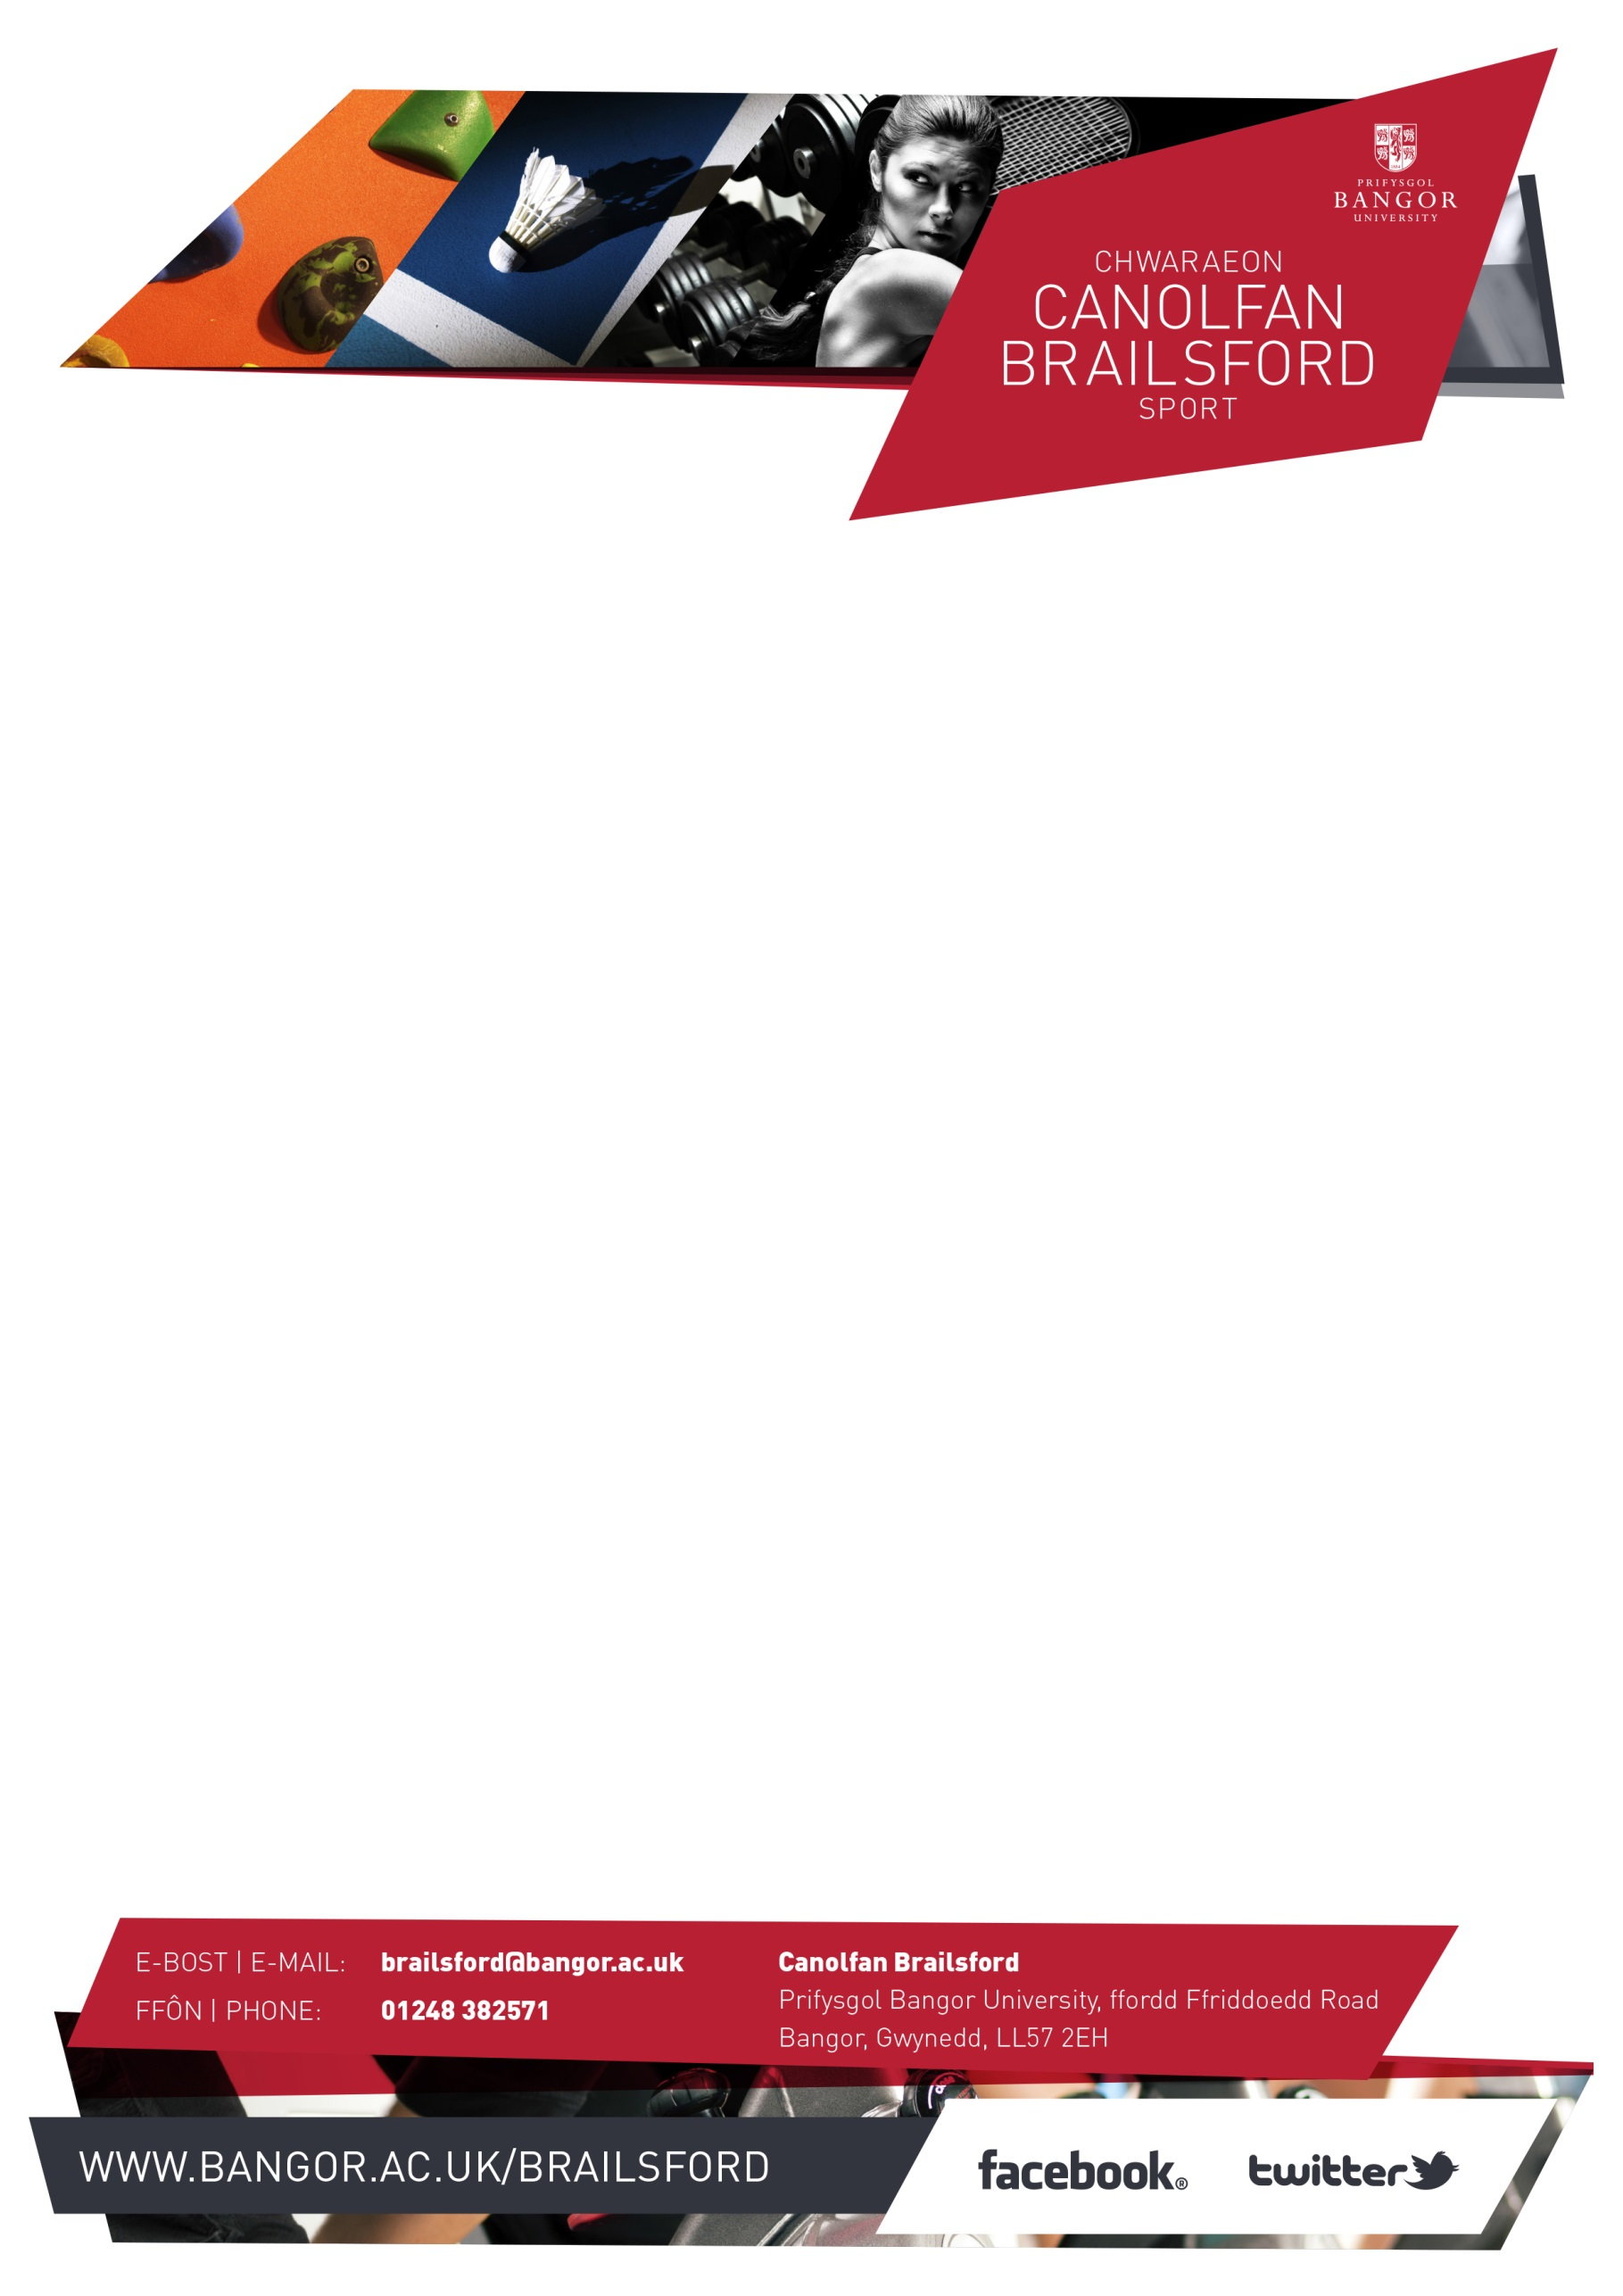 PRIFYSGOL
BANGOR
UNIVERSITY
CHWARAEON
CANOLFAN
BRAILSFORD
SPORT
E-BOST | E-MAIL: brailsford@bangor.ac.uk
FFÔN | PHONE: 01248 382571
Canolfan Brailsford
Prifysgol Bangor University, ffordd Ffriddoedd Road
Bangor, Gwynedd, LL57 2EH
WWW.BANGOR.AC.UK/BRAILSFORD
facebook®
twitter